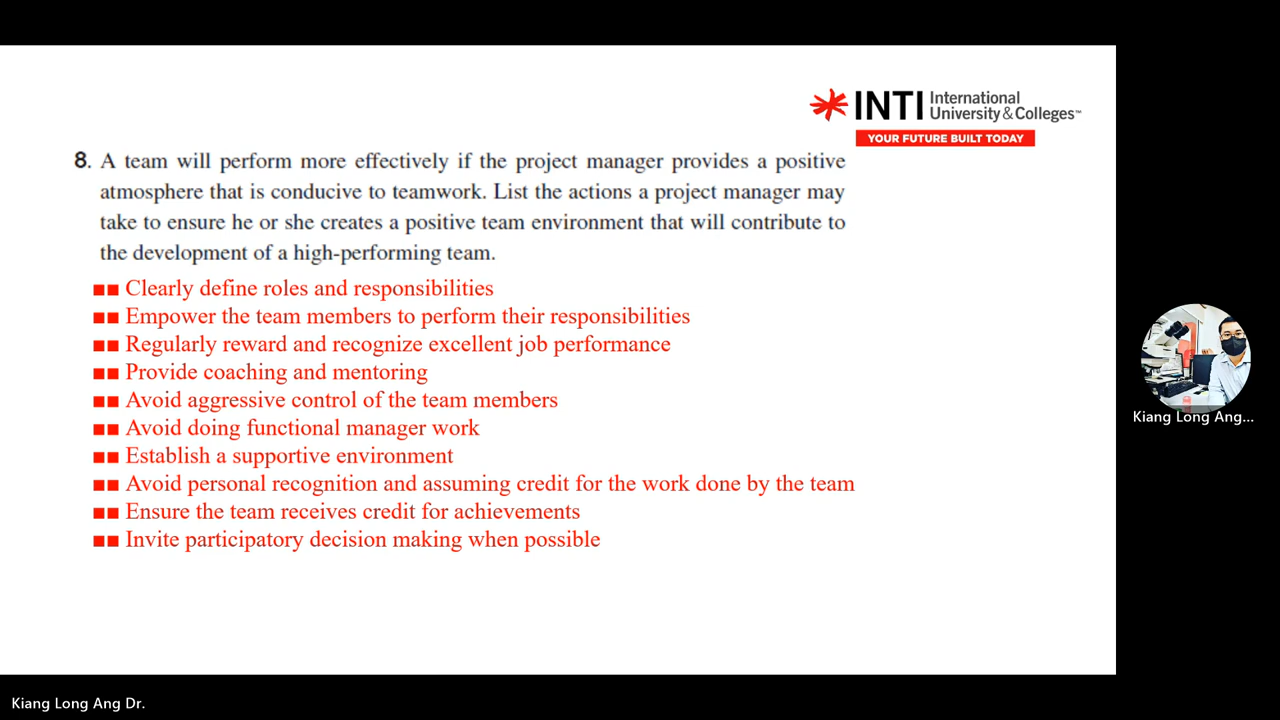 INTI International
University & Colleges™
YOUR FUTURE BUILT TODAY
8. A team will perform more effectively if the project manager provides a positive
atmosphere that is conducive to teamwork. List the actions a project manager may
take to ensure he or she creates a positive team environment that will contribute to
the development of a high-performing team.
■■ Clearly define roles and responsibilities
■■ Empower the team members to perform their responsibilities
■■ Regularly reward and recognize excellent job performance
■■ Provide coaching and mentoring
■■ Avoid aggressive control of the team members
■■ Avoid doing functional manager work
■■ Establish a supportive environment
■■ Avoid personal recognition and assuming credit for the work done by the team
■■ Ensure the team receives credit for achievements
■■ Invite participatory decision making when possible
Kiang Long Ang...
Kiang Long Ang Dr.